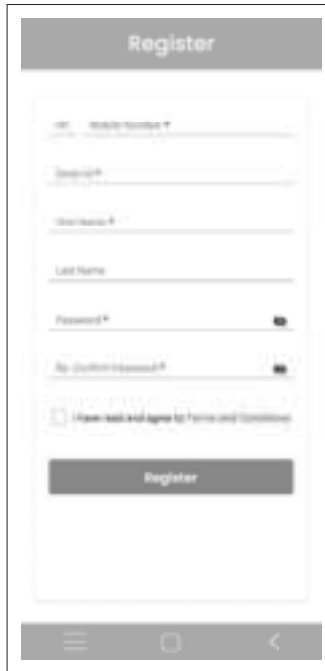 Register
Mobile Number *
Email Id *
First Name *
Last Name
Password *
Re-Confirm Password *
I have read and agree to Terms and Conditions
Register